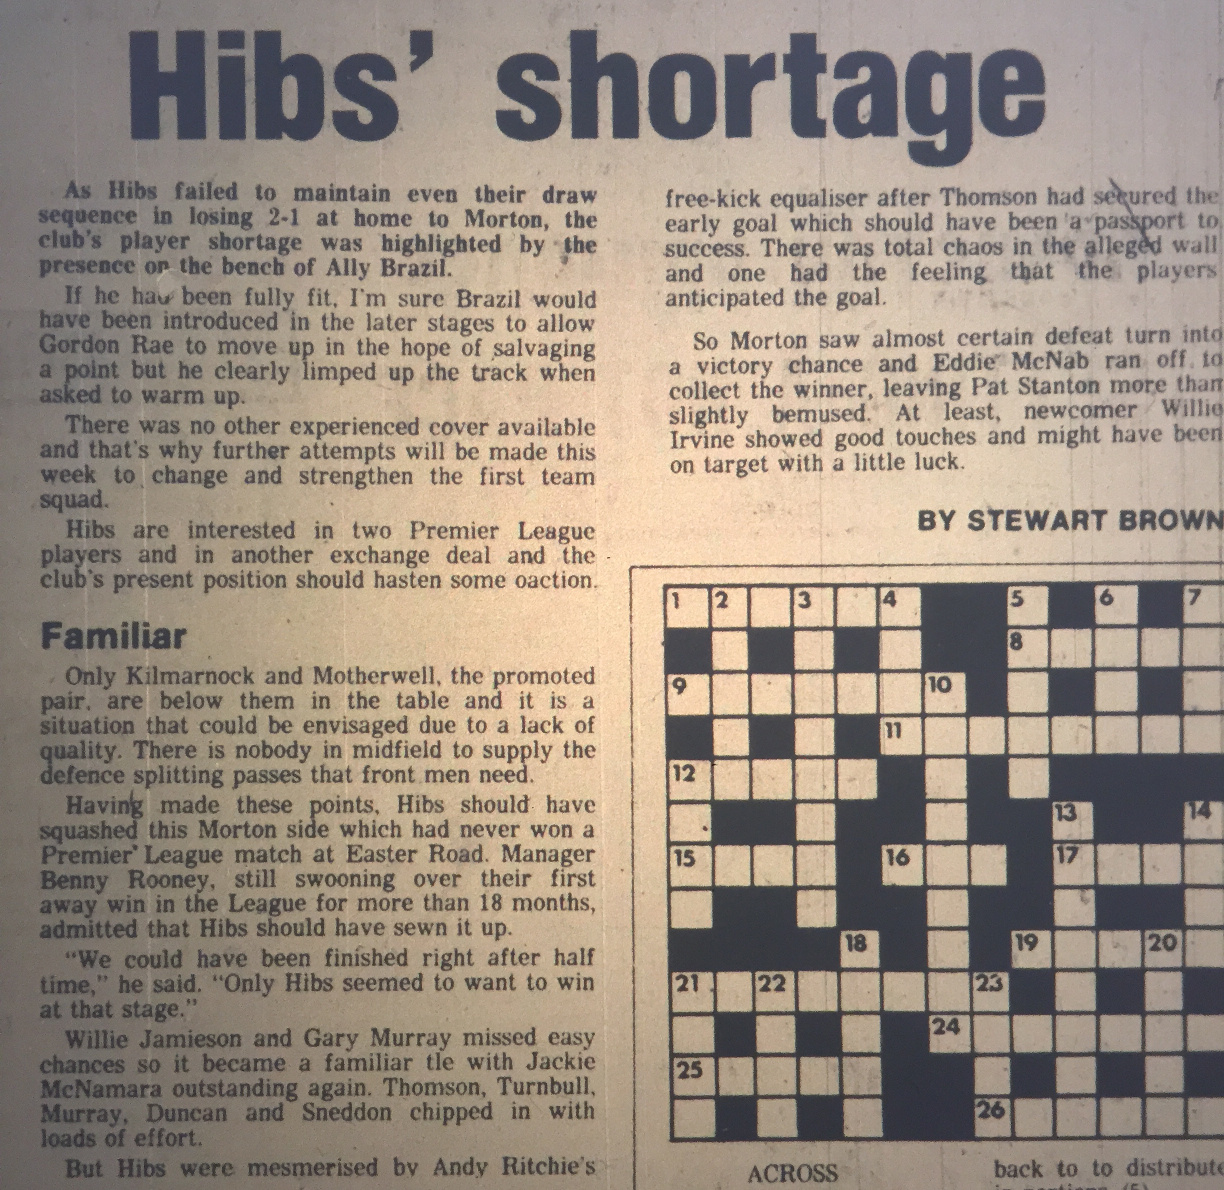 Hibs' shortage
As Hibs failed to maintain even their draw
sequence in losing 2-1 at home to Morton, the
club's player shortage was highlighted by the
presence on the bench of Ally Brazil.
If he had been fully fit, I'm sure Brazil would
have been introduced in the later stages to allow
Gordon Rae to move up in the hope of salvaging
a point but he clearly limped up the track when
asked to warm up.
There was no other experienced cover available
and that's why further attempts will be made this
week to change and strengthen the first team
squad.
Hibs are interested in two Premier League
players and in another exchange deal and the
club's present position should hasten some oaction.
Familiar
Only Kilmarnock and Motherwell, the promoted
pair, are below them in the table and it is a
situation that could be envisaged due to a lack of
quality. There is nobody in midfield to supply the
defence splitting passes that front men need.
Having made these points, Hibs should have
squashed this Morton side which had never won a
Premier League match at Easter Road. Manager
Benny Rooney, still swooning over their first
away win in the League for more than 18 months,
admitted that Hibs should have sewn it up.
"We could have been finished right after half
time," he said. "Only Hibs seemed to want to win
at that stage."
Willie Jamieson and Gary Murray missed easy
chances so it became a familiar tle with Jackie
McNamara outstanding again. Thomson, Turnbull,
Murray, Duncan and Sneddon chipped in with
loads of effort.
But Hibs were mesmerised by Andy Ritchie's
free-kick equaliser after Thomson had secured the
early goal which should have been a passport to
success. There was total chaos in the alleged wall
and one had the feeling that the players
anticipated the goal.
So Morton saw almost certain defeat turn into
a victory chance and Eddie McNab ran off to
collect the winner, leaving Pat Stanton more than
slightly bemused. At least, newcomer Willie
Irvine showed good touches and might have been
on target with a little luck.
BY STEWART BROWN
1 2 3 4 5 6 7
8
9 10
11
12
13 14
15 16 17
18 19 20
21 22 23
24
25
26
ACROSS
back to to distribute